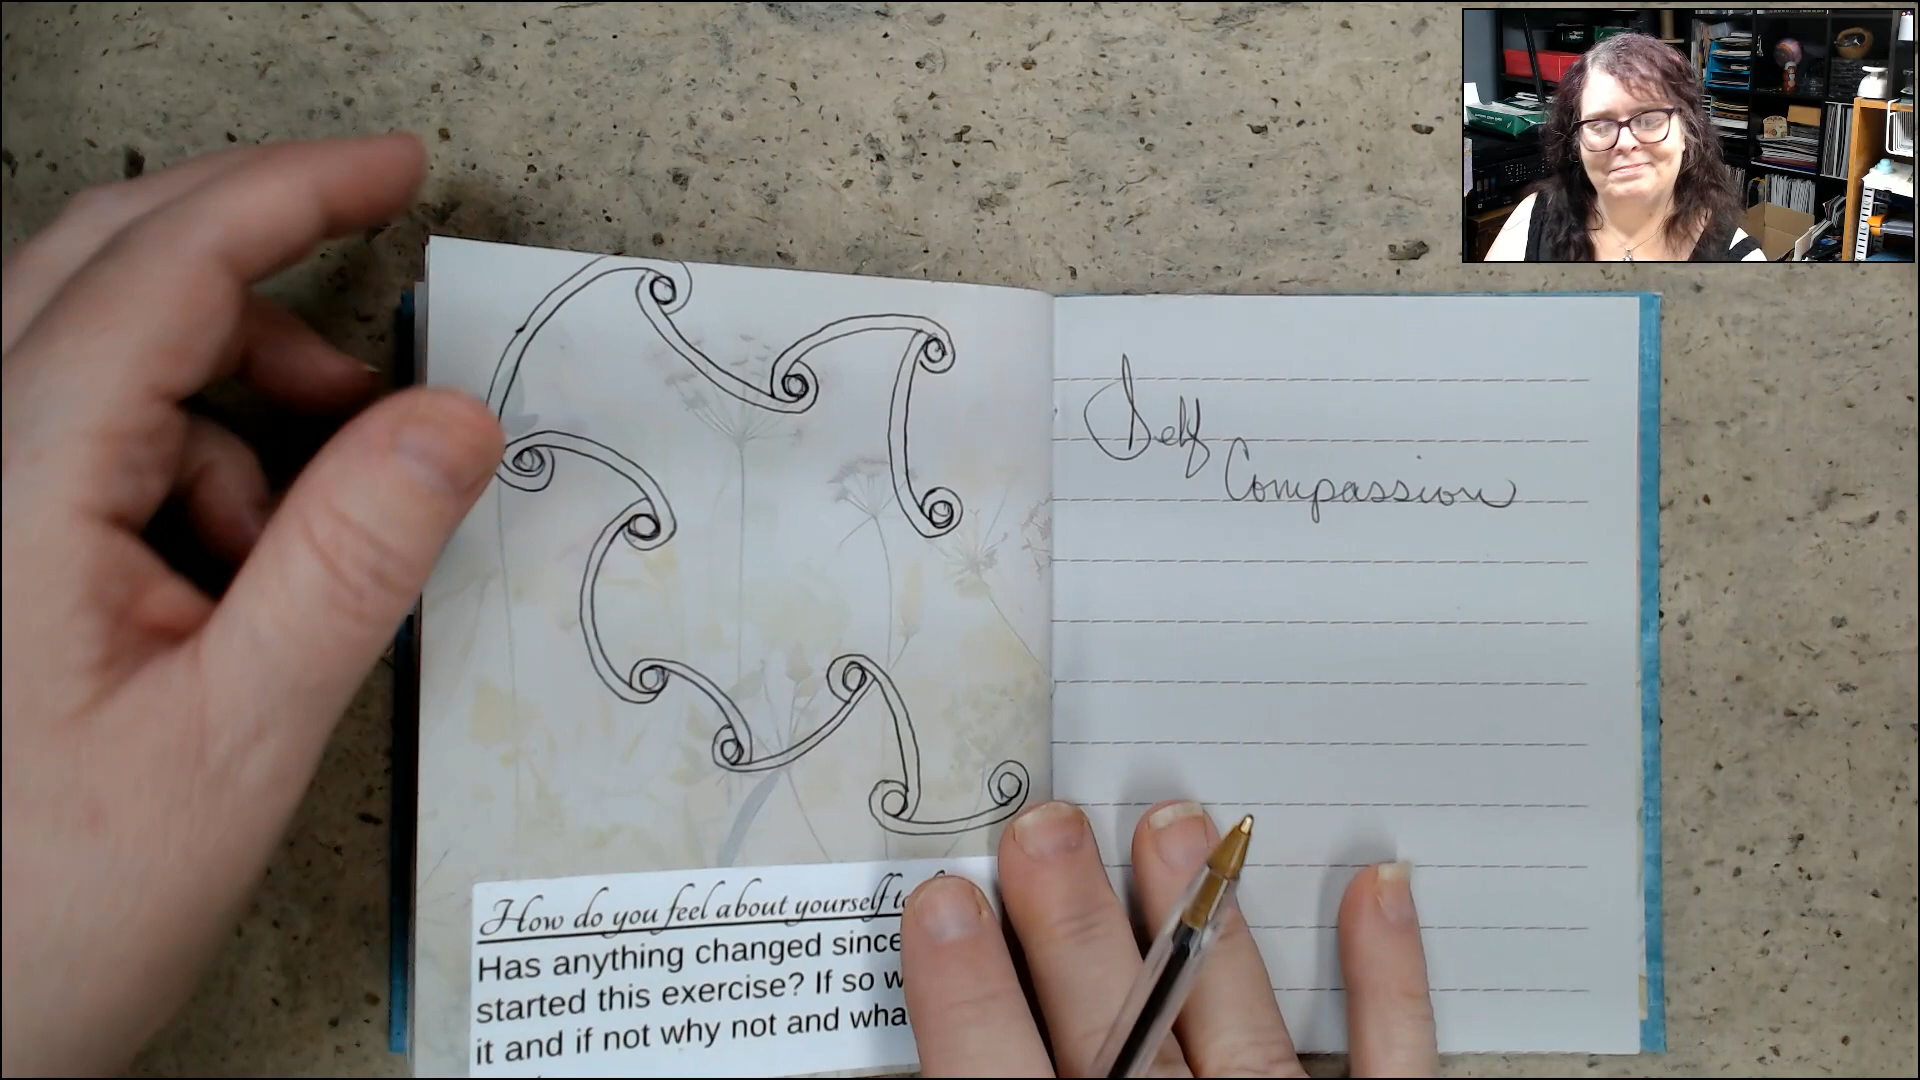 Self
Compassion
How do you feel about yourself
Has anything changed since
started this exercise? If so
it and if not why not and